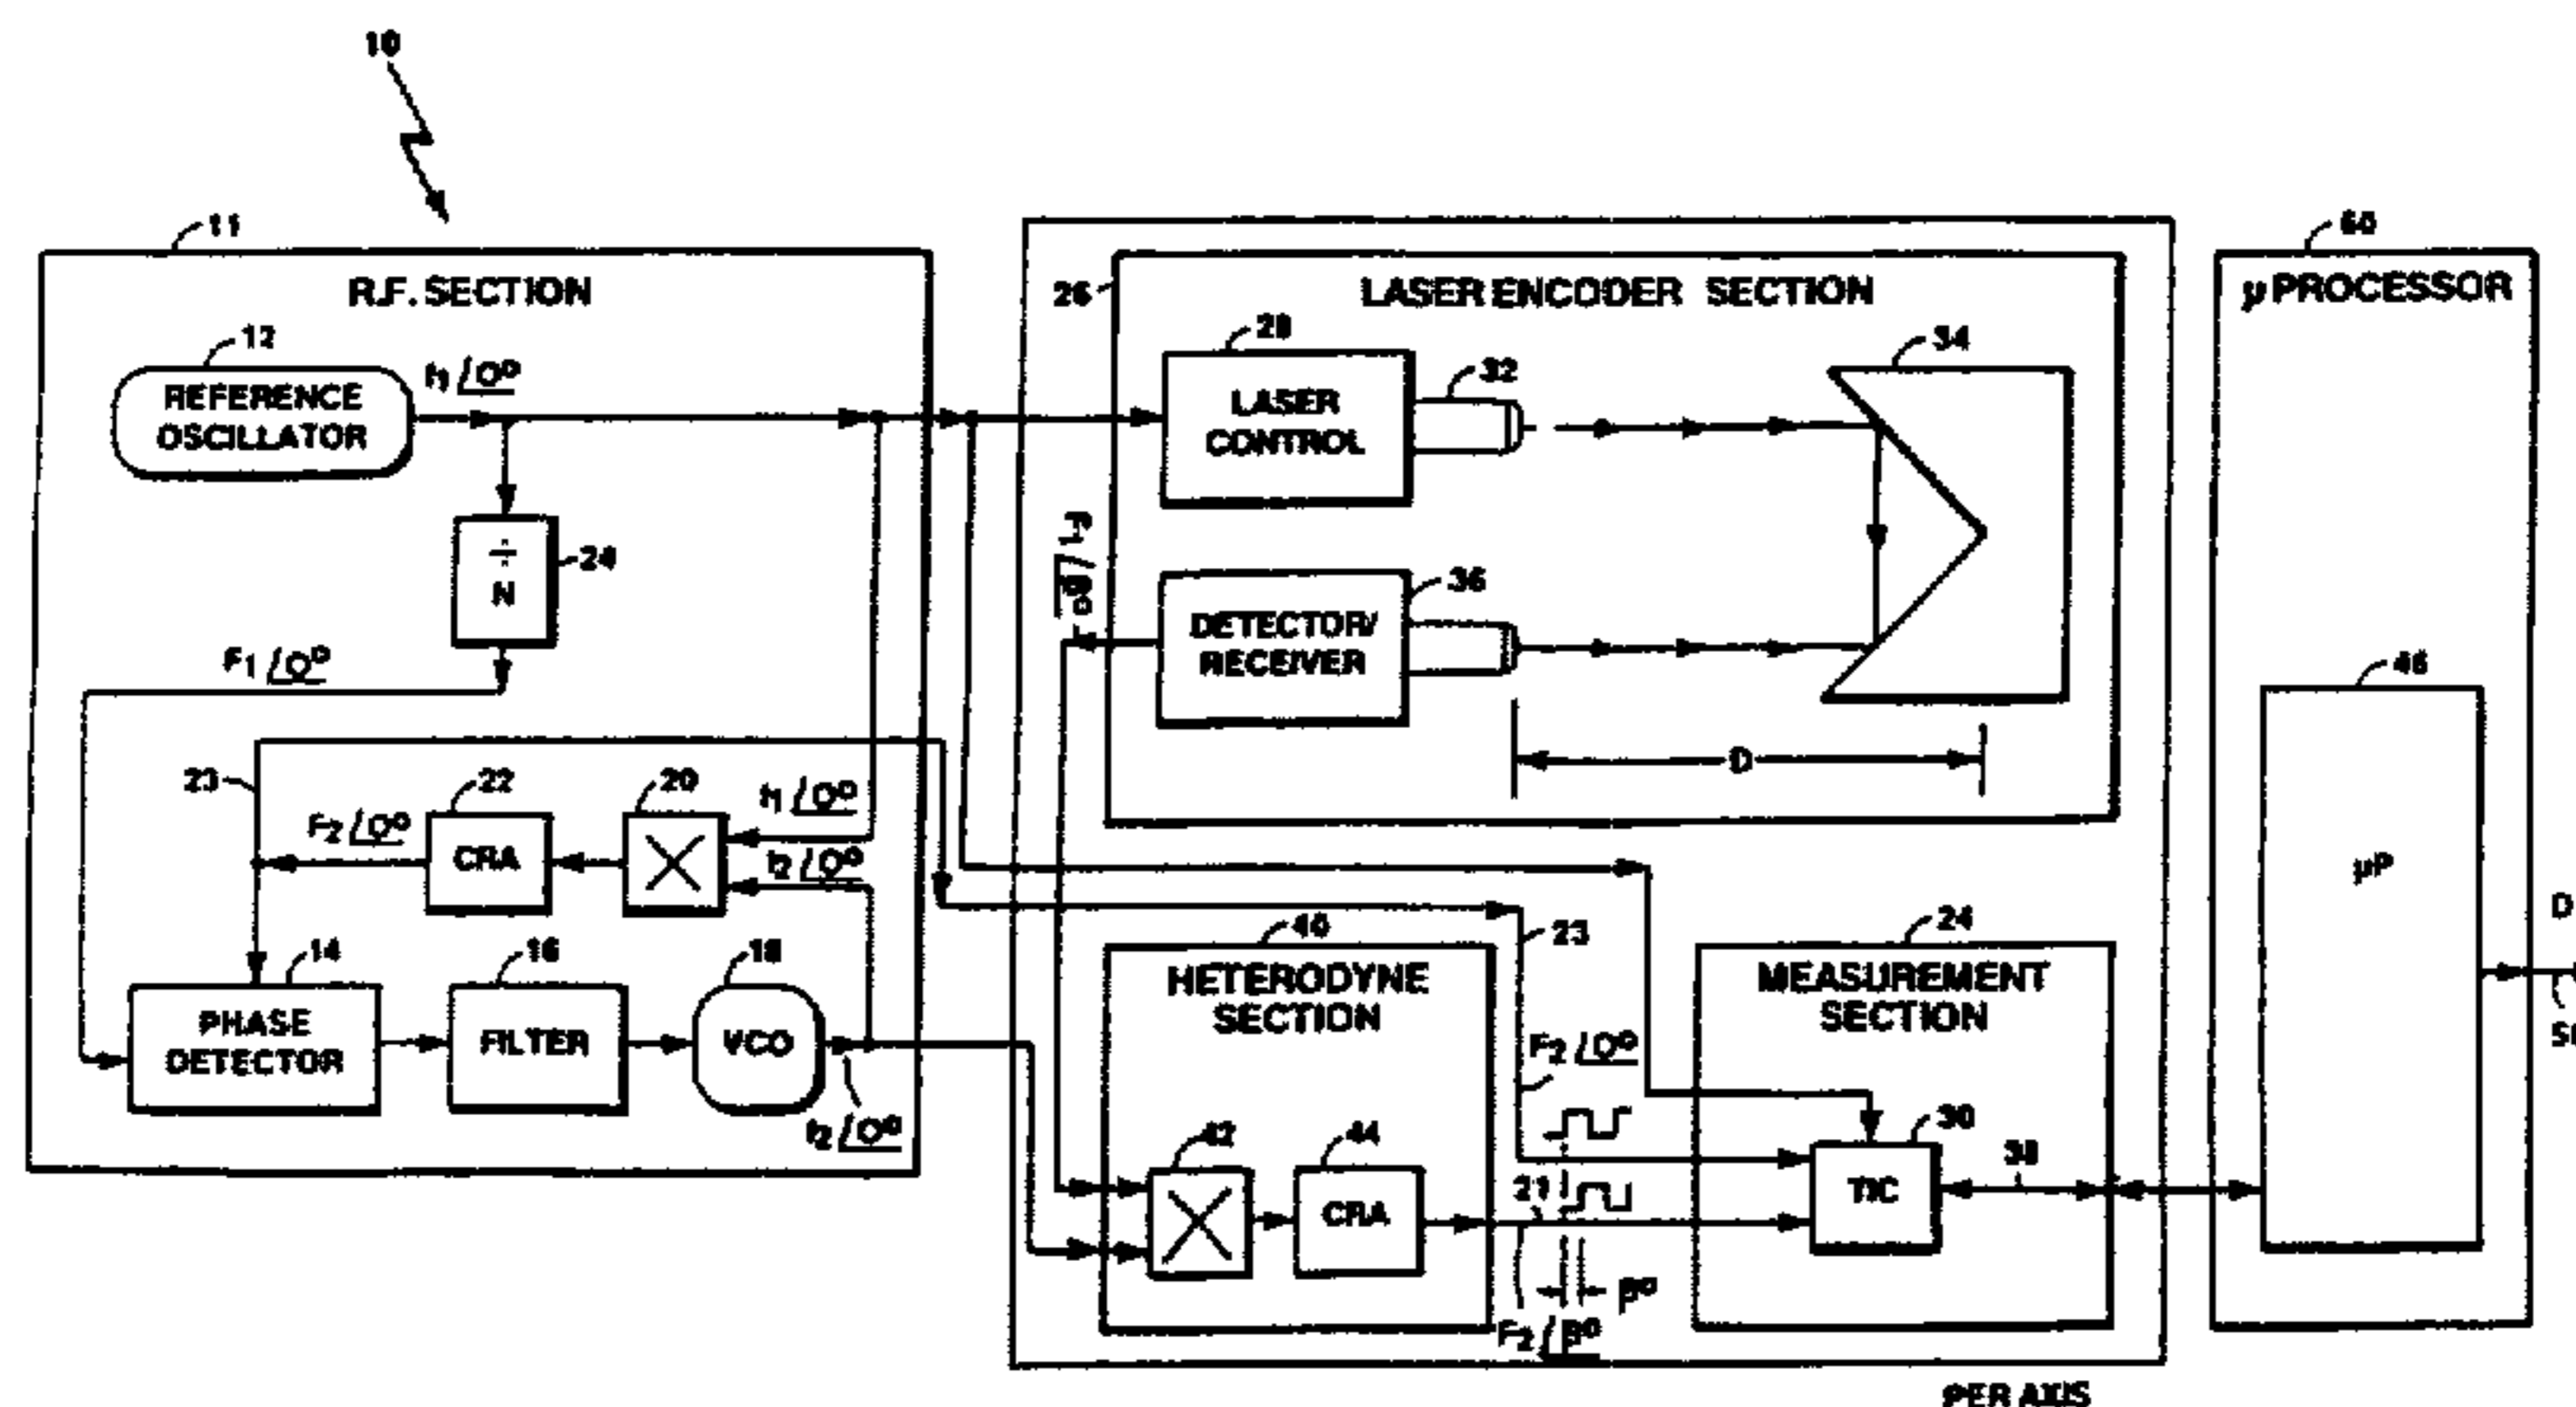 10
11
R.F. SECTION
12
REFERENCE
OSCILLATOR
f1 /0°
÷
N
24
F1 /0°
23
22
CRA
F2 /0°
20
f1 /0°
f2 /0°
14
PHASE
DETECTOR
16
FILTER
18
VCO
f2 /0°
26
LASER ENCODER SECTION
28
LASER
CONTROL
32
34
36
DETECTOR/
RECEIVER
D
40
HETERODYNE
SECTION
42
44
CRA
23
F2 /0°
21
β°
F2 /β°
24
MEASUREMENT
SECTION
30
TIC
38
PER AXIS
60
μ PROCESSOR
46
μP
D